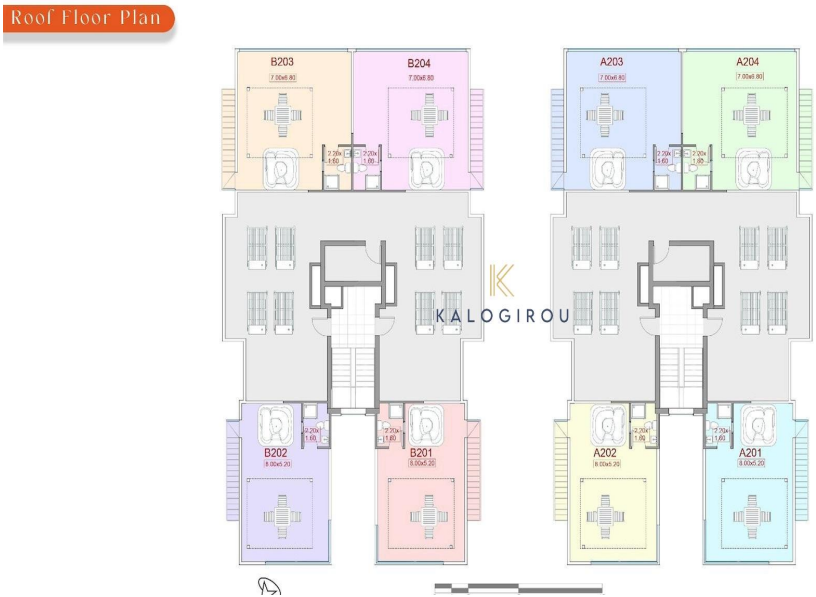 Roof Floor Plan
B203
7.00x6.80
B204
7.00x6.80
A203
7.00x6.80
A204
7.00x6.80
2.20x
1.60
2.20x
1.60
2.20x
1.60
2.20x
1.60
KALOGIROU
2.20x
1.60
2.20x
1.60
2.20x
1.60
2.20x
1.60
B202
8.00x5.20
B201
8.00x5.20
A202
8.00x5.20
A201
8.00x5.20